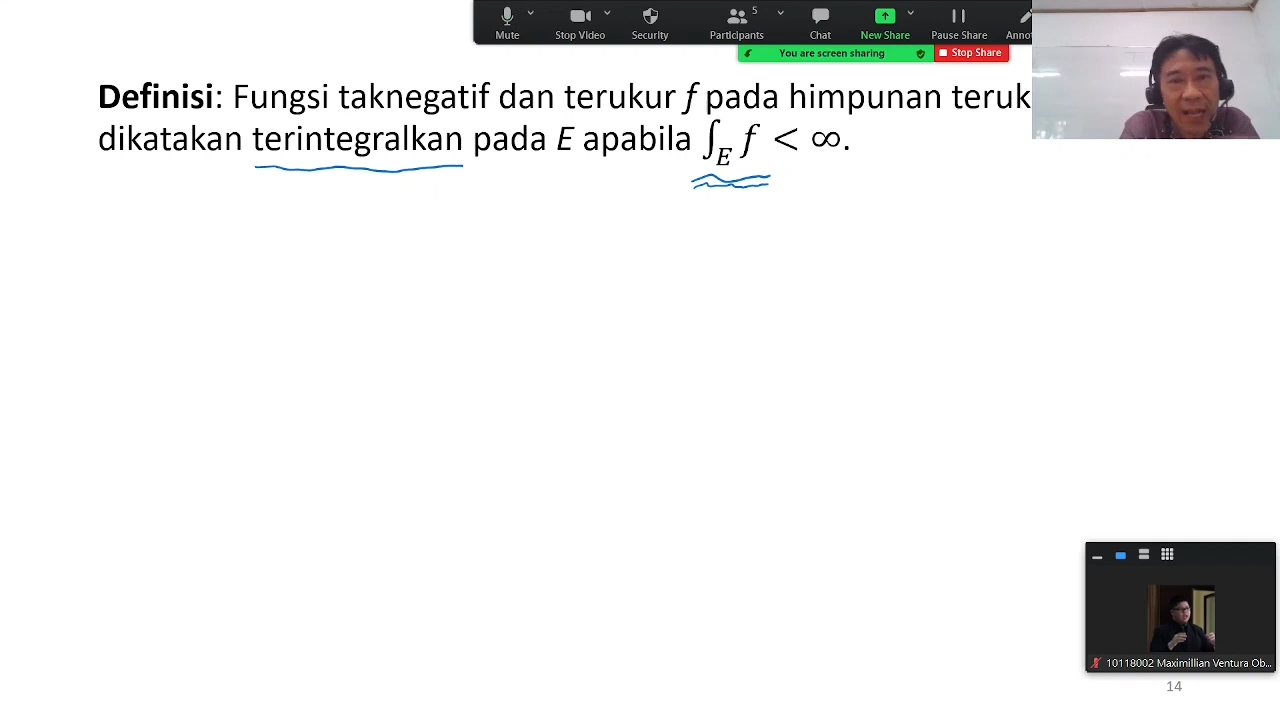 Mute
Stop Video
Security
Participants
5
Chat
New Share
Pause Share
You are screen sharing
Stop Share
Definisi: Fungsi taknegatif dan terukur f pada himpunan
dikatakan terintegralkan pada E apabila ∫_E f < ∞.
10118002 Maximillian Ventura Ob...
14